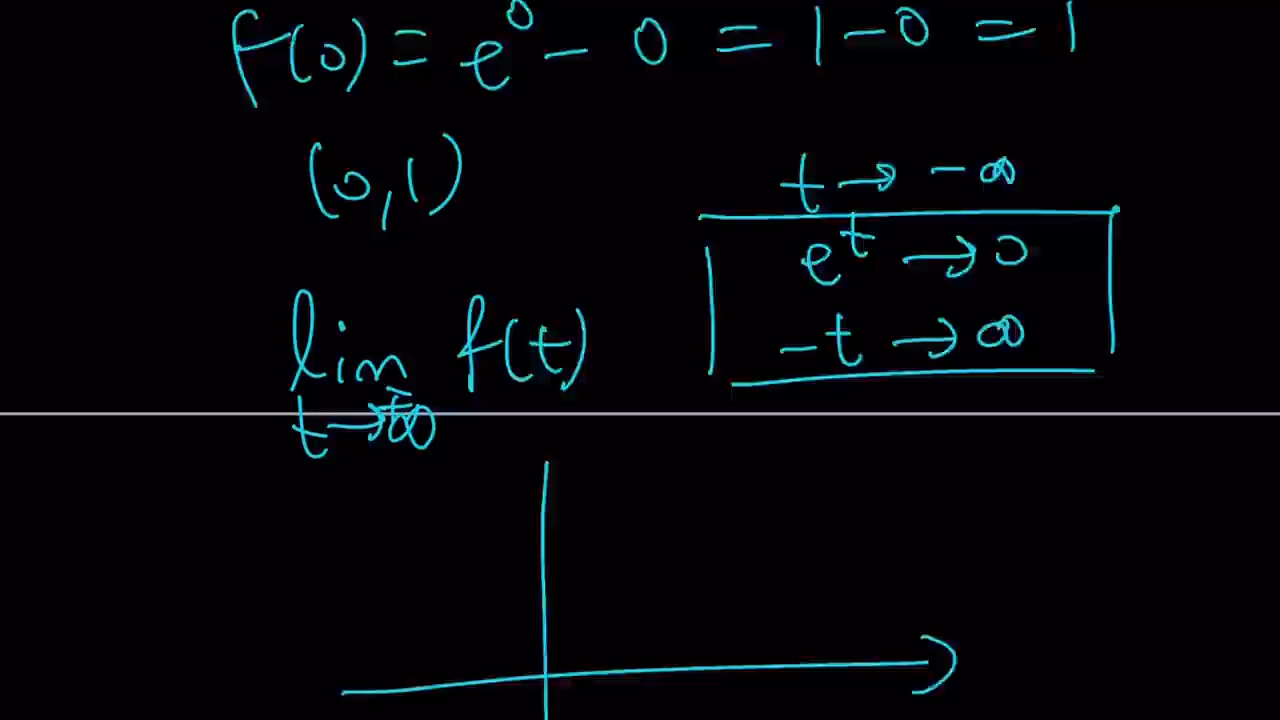 f(0) = e⁰ - 0 = 1 - 0 = 1
(0,1)
t → -∞
eᵗ → 0
-t → ∞
lim f(t)
t → ±∞